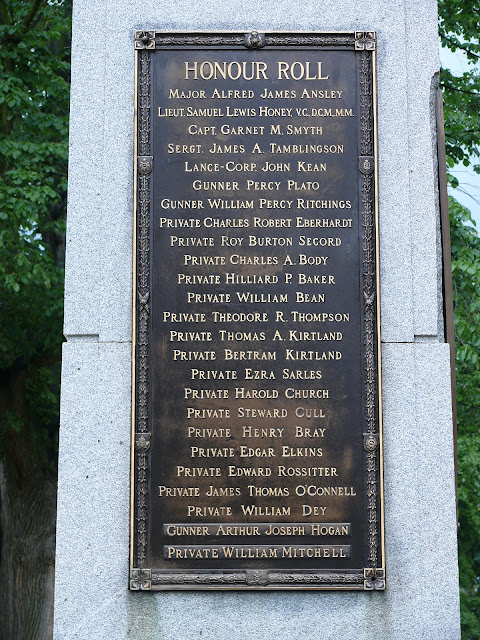 HONOUR ROLL
MAJOR ALFRED JAMES ANSLEY
LIEUT. SAMUEL LEWIS HONEY, V.C., D.C.M., M.M.
CAPT. GARNET M. SMYTH
SERGT. JAMES A. TAMBLINGSON
LANCE-CORP. JOHN KEAN
GUNNER PERCY PLATO
GUNNER WILLIAM PERCY RITCHINGS
PRIVATE CHARLES ROBERT EBERHARDT
PRIVATE ROY BURTON SECORD
PRIVATE CHARLES A. BODY
PRIVATE HILLIARD P. BAKER
PRIVATE WILLIAM BEAN
PRIVATE THEODORE R. THOMPSON
PRIVATE THOMAS A. KIRTLAND
PRIVATE BERTRAM KIRTLAND
PRIVATE EZRA SARLES
PRIVATE HAROLD CHURCH
PRIVATE STEWARD CULL
PRIVATE HENRY BRAY
PRIVATE EDGAR ELKINS
PRIVATE EDWARD ROSSITTER
PRIVATE JAMES THOMAS O'CONNELL
PRIVATE WILLIAM DEY
GUNNER ARTHUR JOSEPH HOGAN
PRIVATE WILLIAM MITCHELL